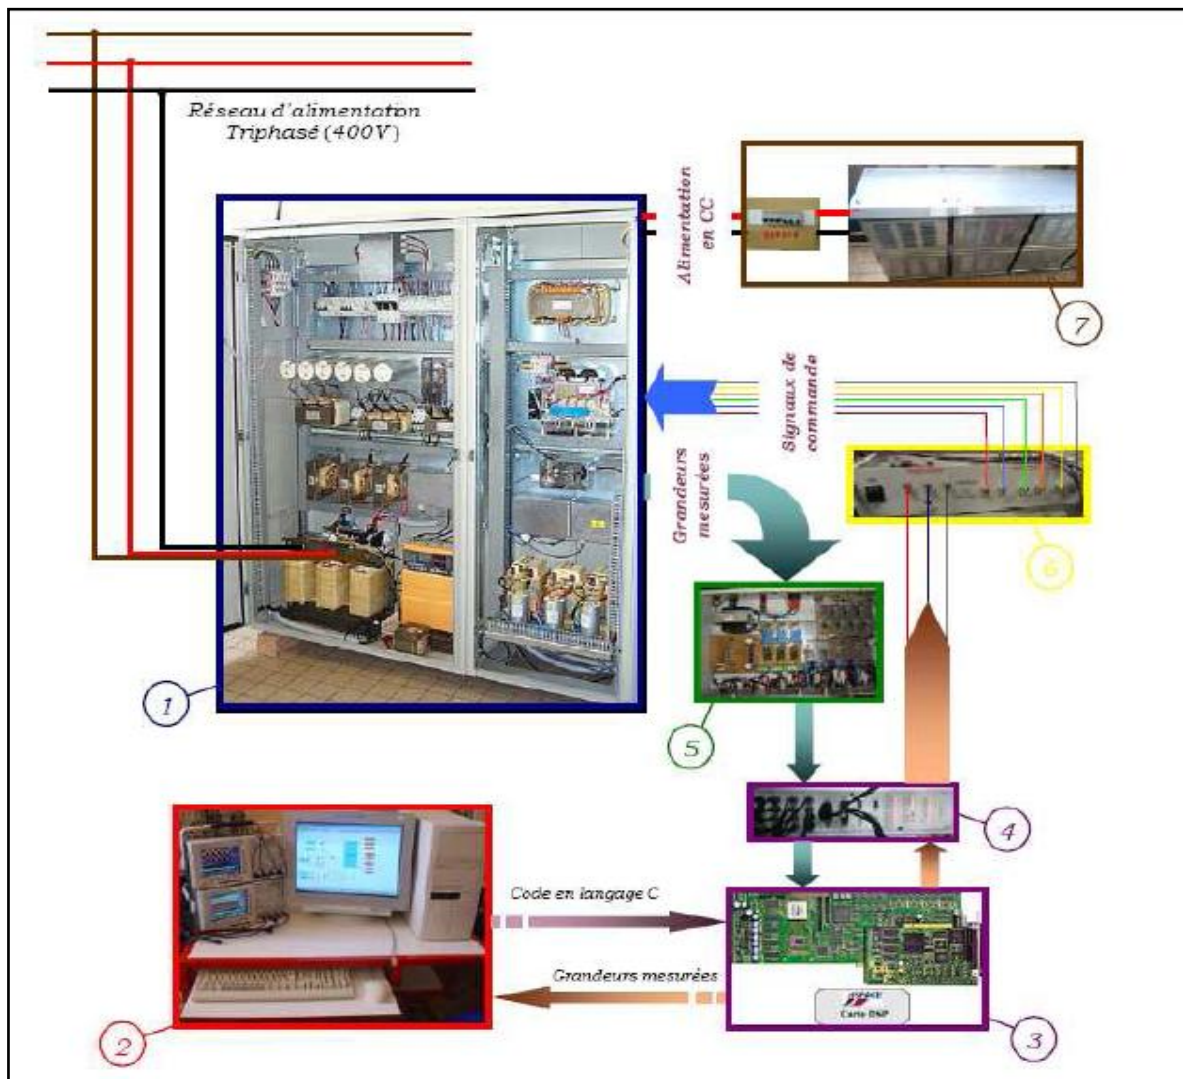 Réseau d'alimentation
Triphasé (400V)
Alimentation
en CC
7
Signaux de
commande
Grandeurs
mesurées
6
1
5
4
Code en langage C
Grandeurs mesurées
Carte DSP
2
3